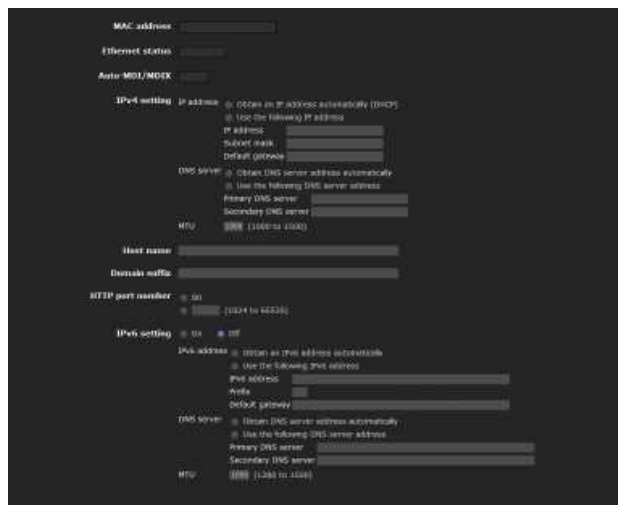 MAC address
Ethernet status
Auto-MDI/MDIX
IPv4 setting IP address Obtain an IP address automatically (DHCP)
Use the following IP address
IP address
Subnet mask
Default gateway
DNS server Obtain DNS server address automatically
Use the following DNS server address
Primary DNS server
Secondary DNS server
MTU (1000 to 1500)
Host name
Domain suffix
HTTP port number 80
(1024 to 65535)
IPv6 setting On Off
IPv6 address Obtain an IPv6 address automatically
Use the following IPv6 address
IPv6 address
Prefix
Default gateway
DNS server Obtain DNS server address automatically
Use the following DNS server address
Primary DNS server
Secondary DNS server
MTU (1280 to 1500)